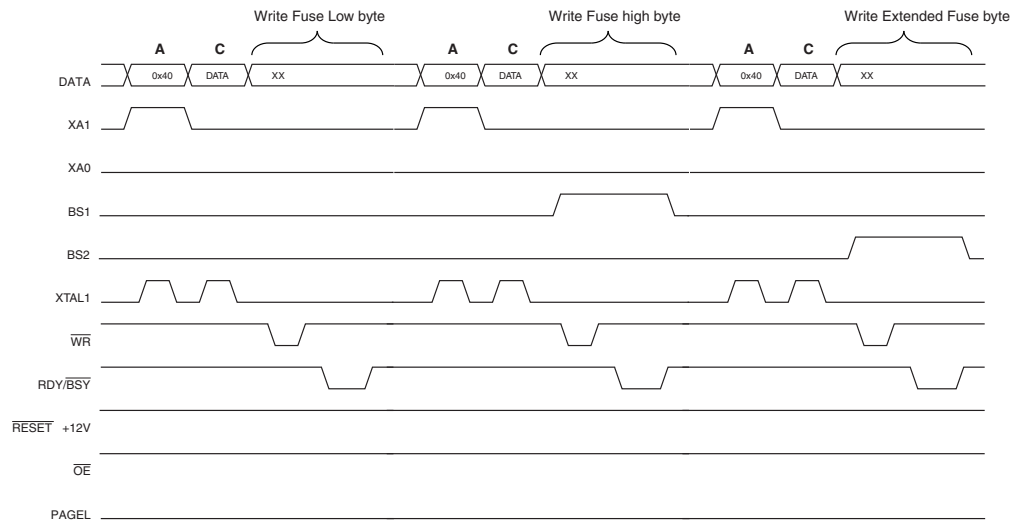 Write Fuse Low byte Write Fuse high byte Write Extended Fuse byte
A C A C A C
DATA 0x40 DATA XX 0x40 DATA XX 0x40 DATA XX
XA1
XA0
BS1
BS2
XTAL1
WR
RDY/BSY
RESET +12V
OE
PAGEL